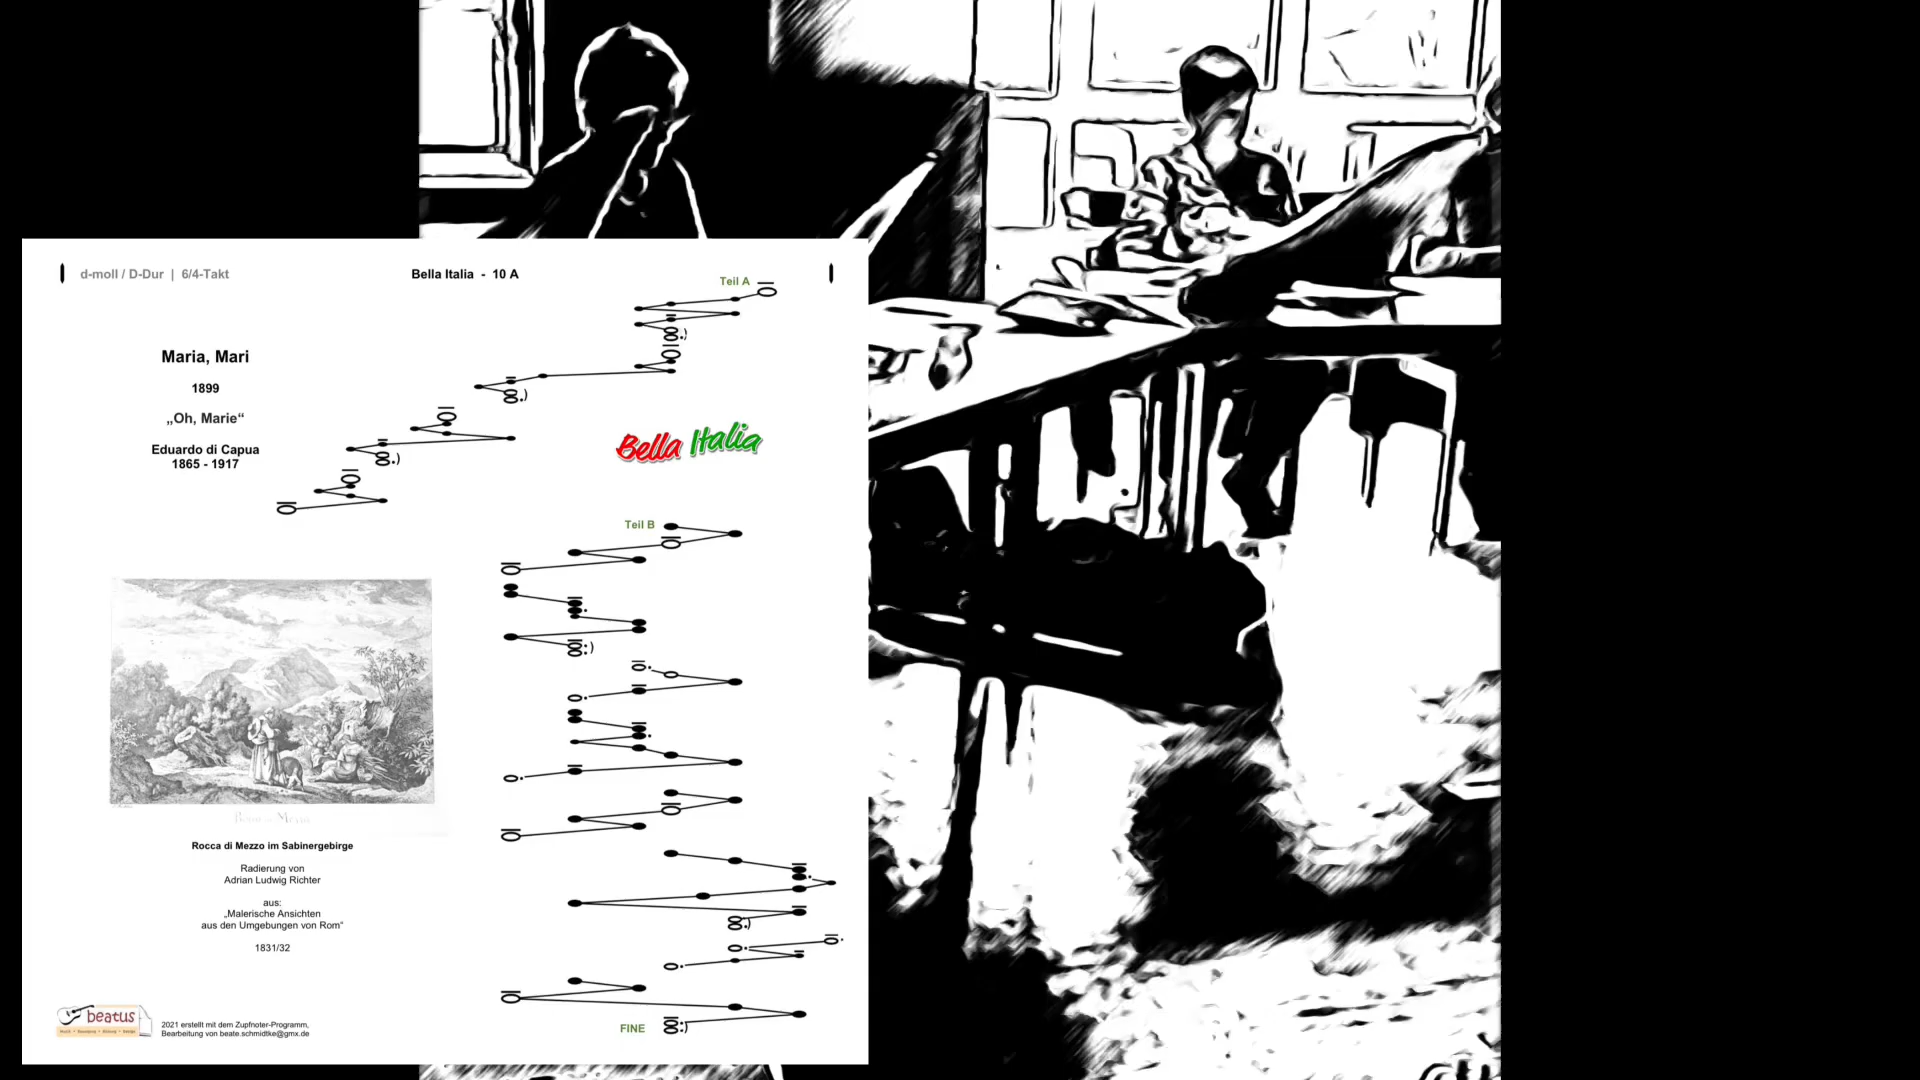 d-moll / D-Dur | 6/4-Takt
Bella Italia - 10 A
Teil A
Maria, Mari
1899
„Oh, Marie“
Eduardo di Capua
1865 - 1917
Bella Italia
Teil B
Rocca di Mezzo im Sabinergebirge
Radierung von
Adrian Ludwig Richter
aus:
„Malerische Ansichten
aus den Umgebungen von Rom“
1831/32
beatus
2021 erstellt mit dem Zupfnoter-Programm,
Bearbeitung von beate.schmidtke@gmx.de
FINE